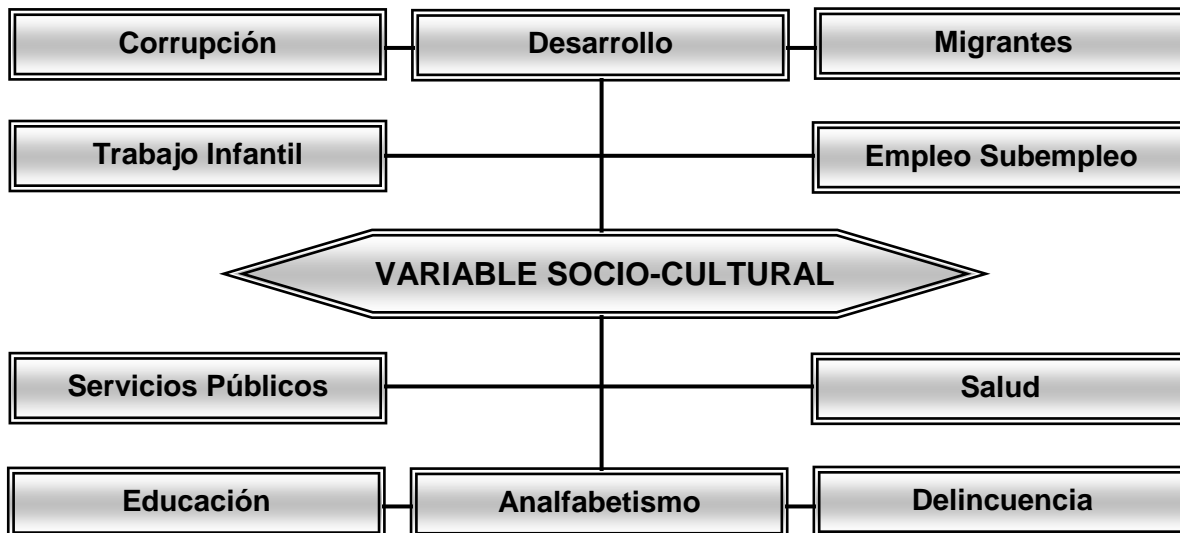 Corrupción
Desarrollo
Migrantes
Trabajo Infantil
Empleo Subempleo
VARIABLE SOCIO-CULTURAL
Servicios Públicos
Salud
Educación
Analfabetismo
Delincuencia